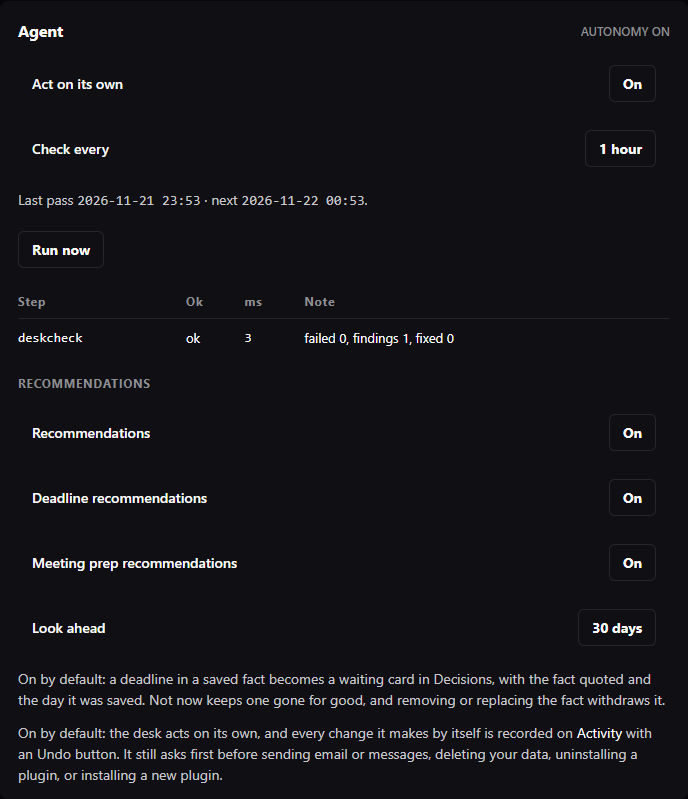 Agent AUTONOMY ON
Act on its own On
Check every 1 hour
Last pass 2026-11-21 23:53 · next 2026-11-22 00:53.
Run now
Step Ok ms Note
deskcheck ok 3 failed 0, findings 1, fixed 0
RECOMMENDATIONS
Recommendations On
Deadline recommendations On
Meeting prep recommendations On
Look ahead 30 days
On by default: a deadline in a saved fact becomes a waiting card in Decisions, with the fact quoted and
the day it was saved. Not now keeps one gone for good, and removing or replacing the fact withdraws it.
On by default: the desk acts on its own, and every change it makes by itself is recorded on Activity with
an Undo button. It still asks first before sending email or messages, deleting your data, uninstalling a
plugin, or installing a new plugin.